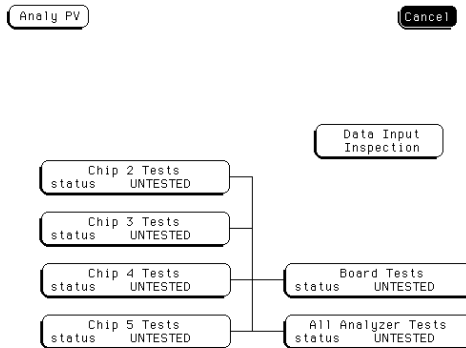 Analy PV
Cancel
Data Input
Inspection
Chip 2 Tests
status UNTESTED
Chip 3 Tests
status UNTESTED
Chip 4 Tests
status UNTESTED
Board Tests
status UNTESTED
Chip 5 Tests
status UNTESTED
All Analyzer Tests
status UNTESTED